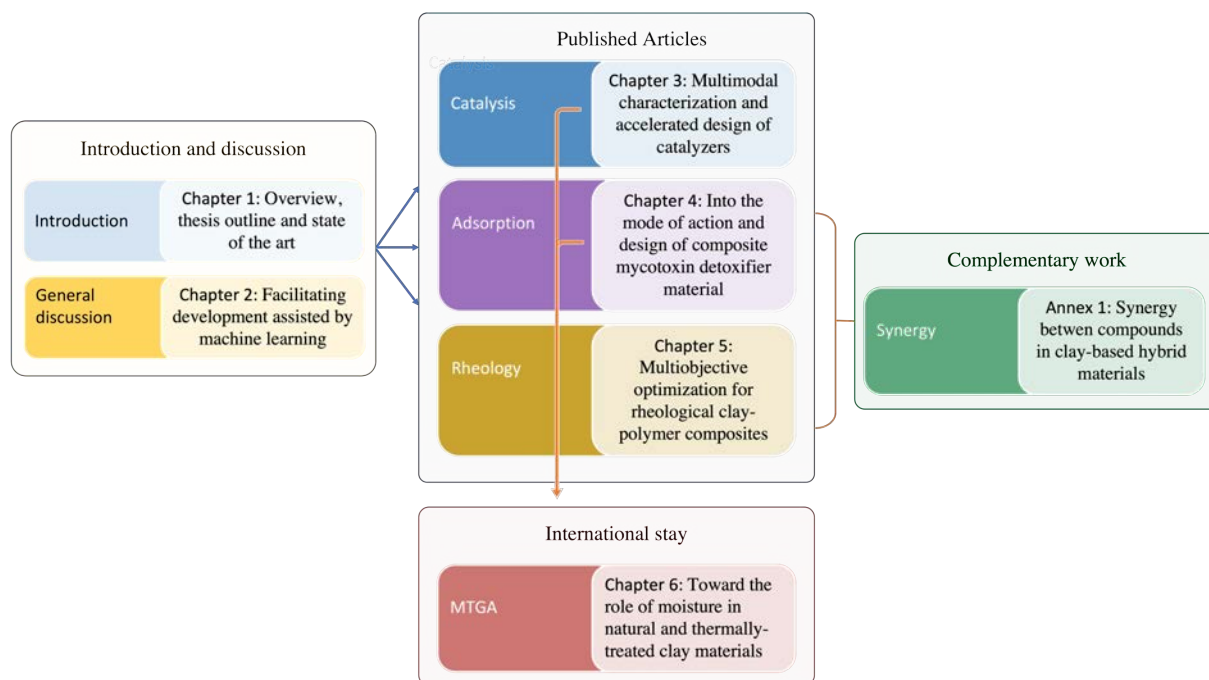 Introduction and discussion
Introduction
Chapter 1: Overview,
thesis outline and state
of the art
General
discussion
Chapter 2: Facilitating
development assisted by
machine learning
Published Articles
Catalysis
Catalysis
Chapter 3: Multimodal
characterization and
accelerated design of
catalyzers
Adsorption
Chapter 4: Into the
mode of action and
design of composite
mycotoxin detoxifier
material
Rheology
Chapter 5:
Multiobjective
optimization for
rheological clay-
polymer composites
Complementary work
Synergy
Annex 1: Synergy
betwen compounds
in clay-based hybrid
materials
International stay
MTGA
Chapter 6: Toward the
role of moisture in
natural and thermally-
treated clay materials